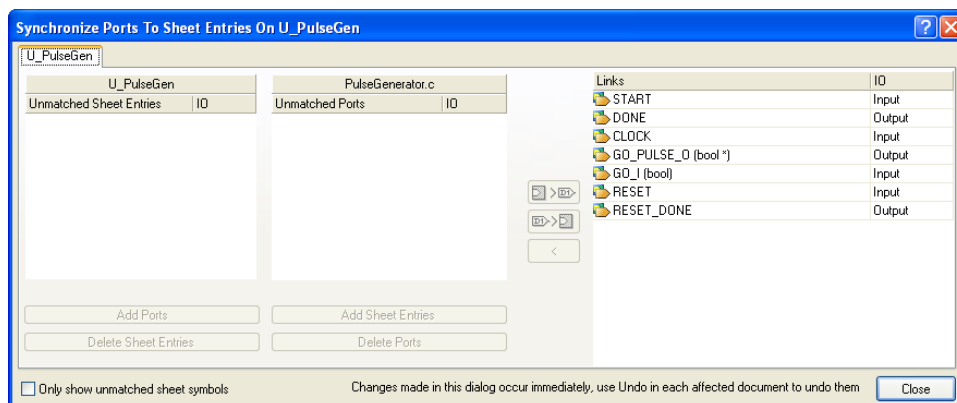 Synchronize Ports To Sheet Entries On U_PulseGen
U_PulseGen
U_PulseGen
Unmatched Sheet Entries IO
PulseGenerator.c
Unmatched Ports IO
Links IO
START Input
DONE Output
CLOCK Input
GO_PULSE_O (bool *) Output
GO_I (bool) Input
RESET Input
RESET_DONE Output
>
>
<
Add Ports
Add Sheet Entries
Delete Sheet Entries
Delete Ports
Only show unmatched sheet symbols
Changes made in this dialog occur immediately, use Undo in each affected document to undo them
Close